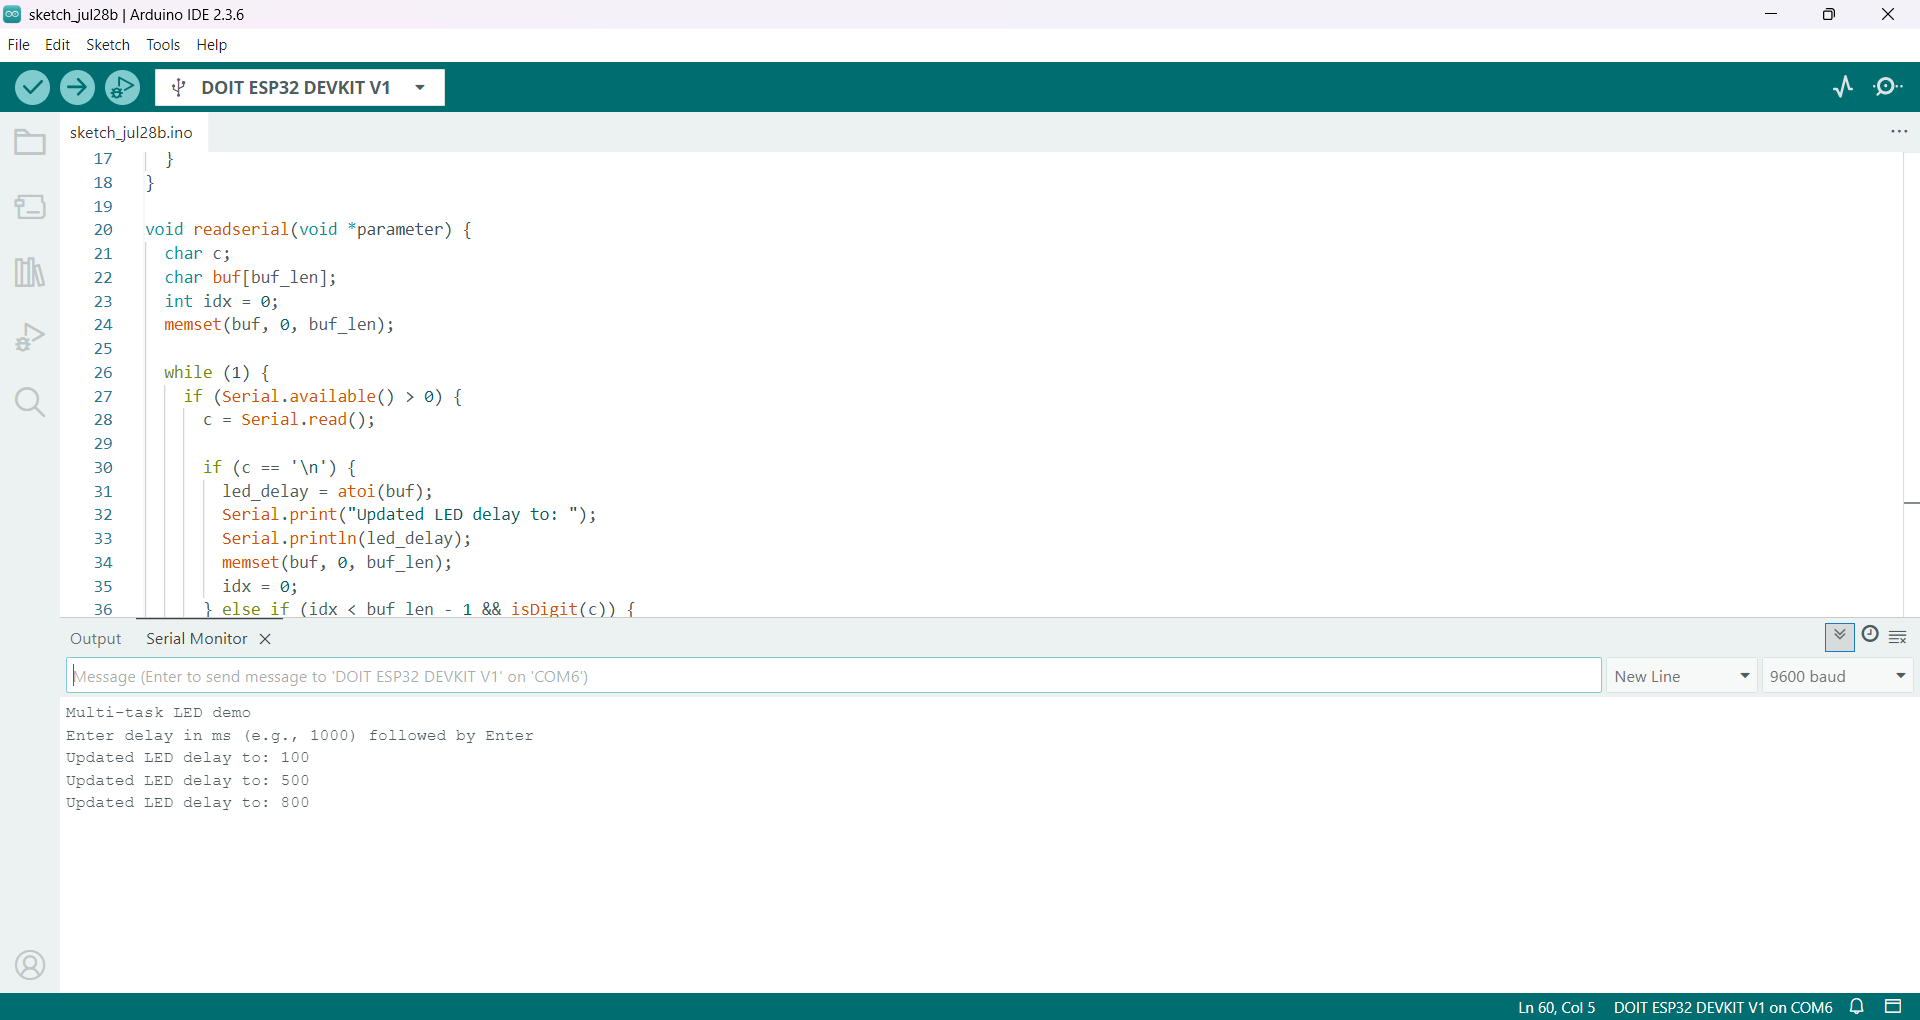 sketch_jul28b | Arduino IDE 2.3.6
File Edit Sketch Tools Help
DOIT ESP32 DEVKIT V1
sketch_jul28b.ino
17 }
18 }
19
20 void readserial(void *parameter) {
21 char c;
22 char buf[buf_len];
23 int idx = 0;
24 memset(buf, 0, buf_len);
25
26 while (1) {
27 if (Serial.available() > 0) {
28 c = Serial.read();
29
30 if (c == '\n') {
31 led_delay = atoi(buf);
32 Serial.print("Updated LED delay to: ");
33 Serial.println(led_delay);
34 memset(buf, 0, buf_len);
35 idx = 0;
36 } else if (idx < buf_len - 1 && isDigit(c)) {
Output Serial Monitor
Message (Enter to send message to 'DOIT ESP32 DEVKIT V1' on 'COM6') New Line 9600 baud
Multi-task LED demo
Enter delay in ms (e.g., 1000) followed by Enter
Updated LED delay to: 100
Updated LED delay to: 500
Updated LED delay to: 800
Ln 60, Col 5 DOIT ESP32 DEVKIT V1 on COM6